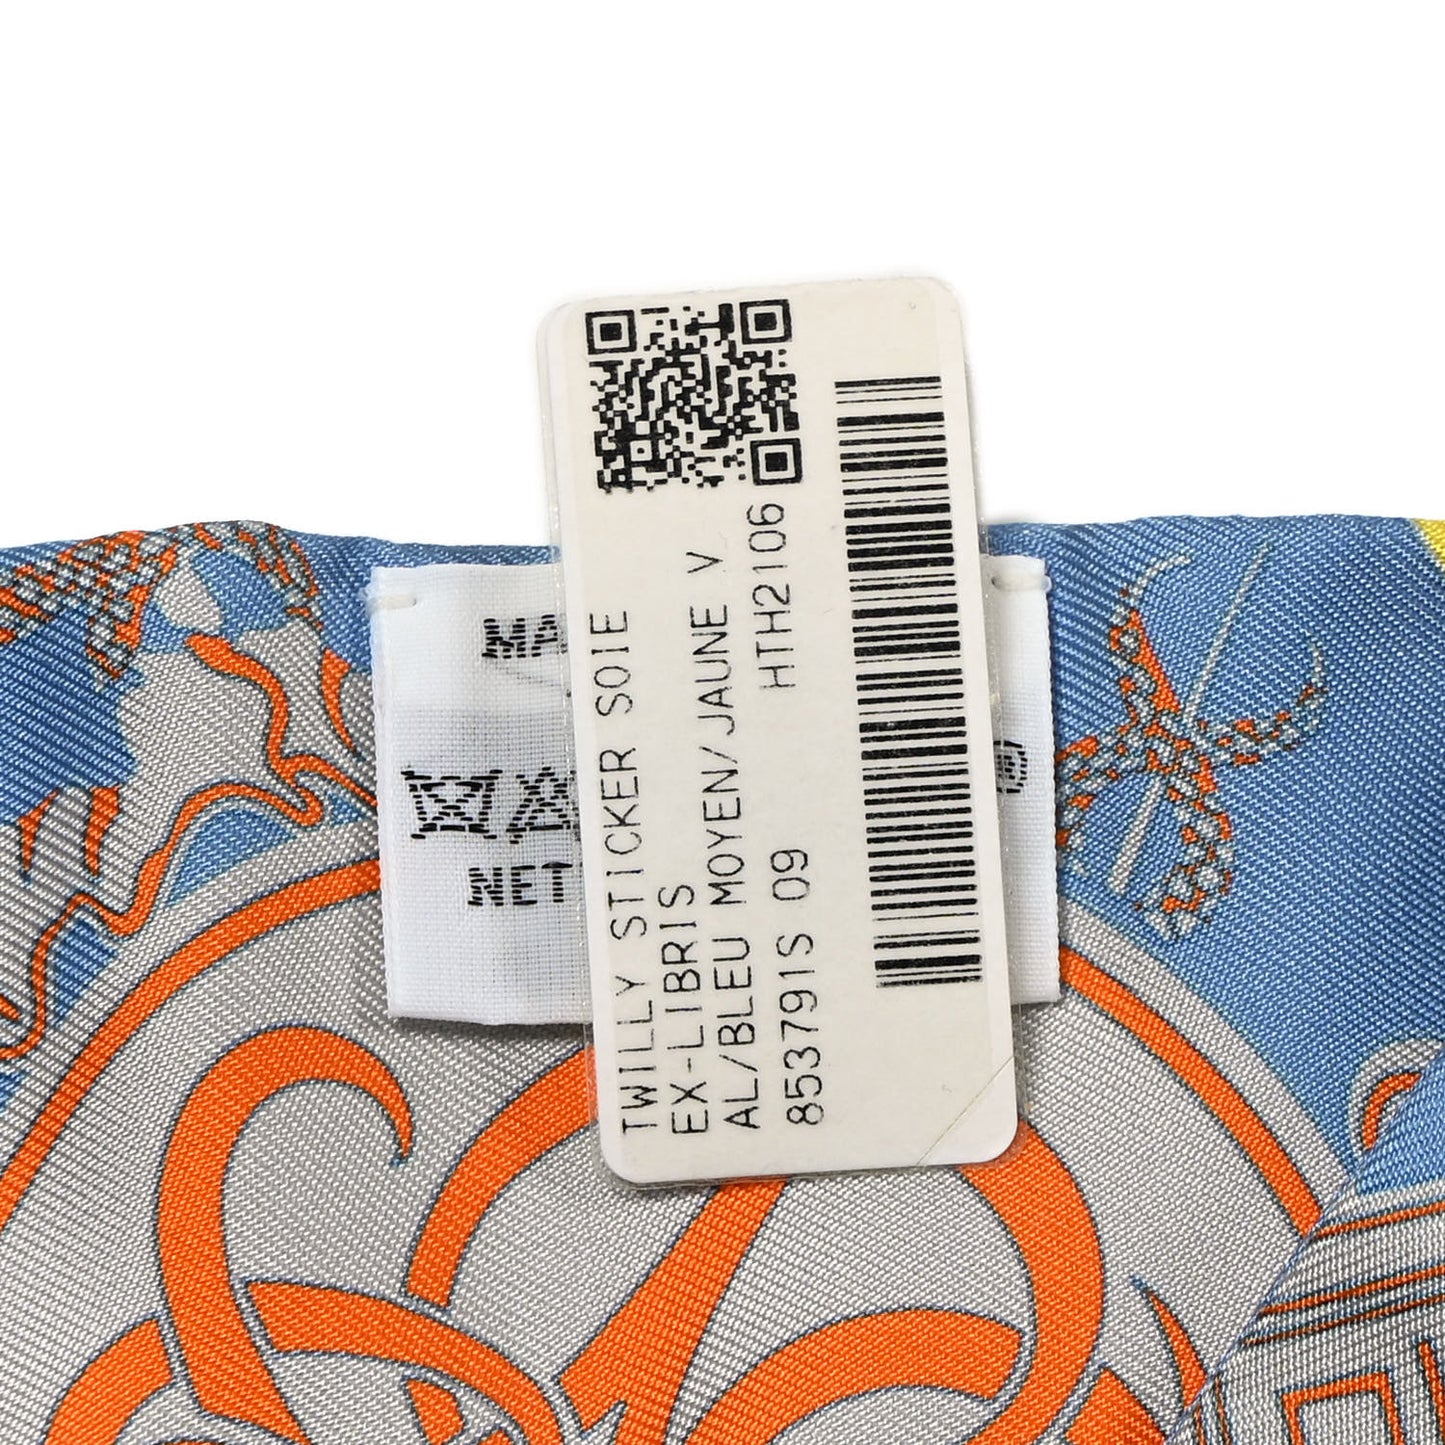 TWILLY STICKER SOIE
EX-LIBRIS
AL/BLEU MOYEN/JAUNE V
853791S 09 HTH2106
NET